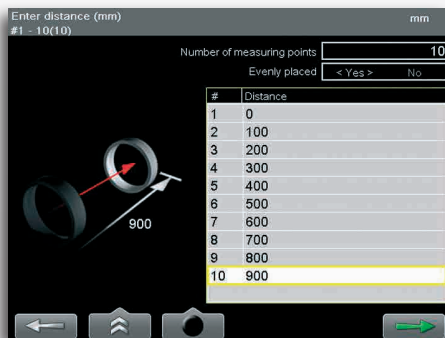 Enter distance (mm) mm
#1 - 10(10)
Number of measuring points 10
Evenly placed < Yes > No
# Distance
1 0
2 100
3 200
4 300
5 400
6 500
7 600
8 700
9 800
10 900
900